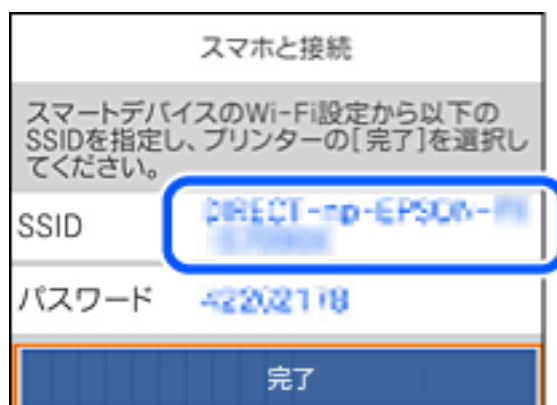 スマホと接続
スマートデバイスのWi-Fi設定から以下の
SSIDを指定し、プリンターの[完了]を選択し
てください。
SSID
DIRECT-np-EPSON-
パスワード
完了